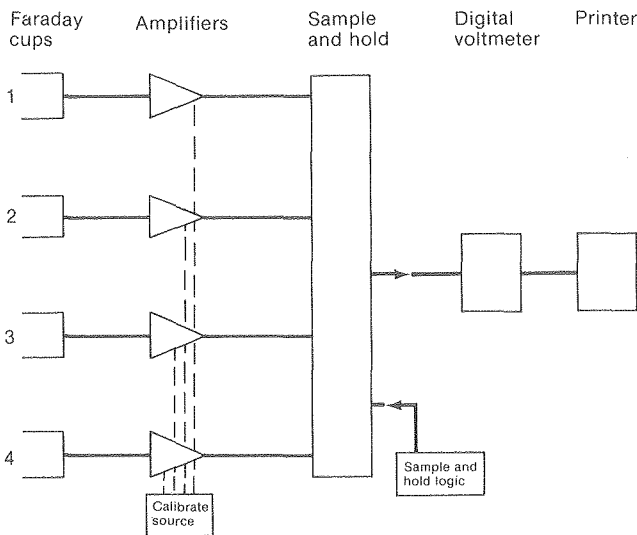 Faraday
cups
Amplifiers
Sample
and hold
Digital
voltmeter
Printer
1
2
3
4
Sample and
hold logic
Calibrate
source